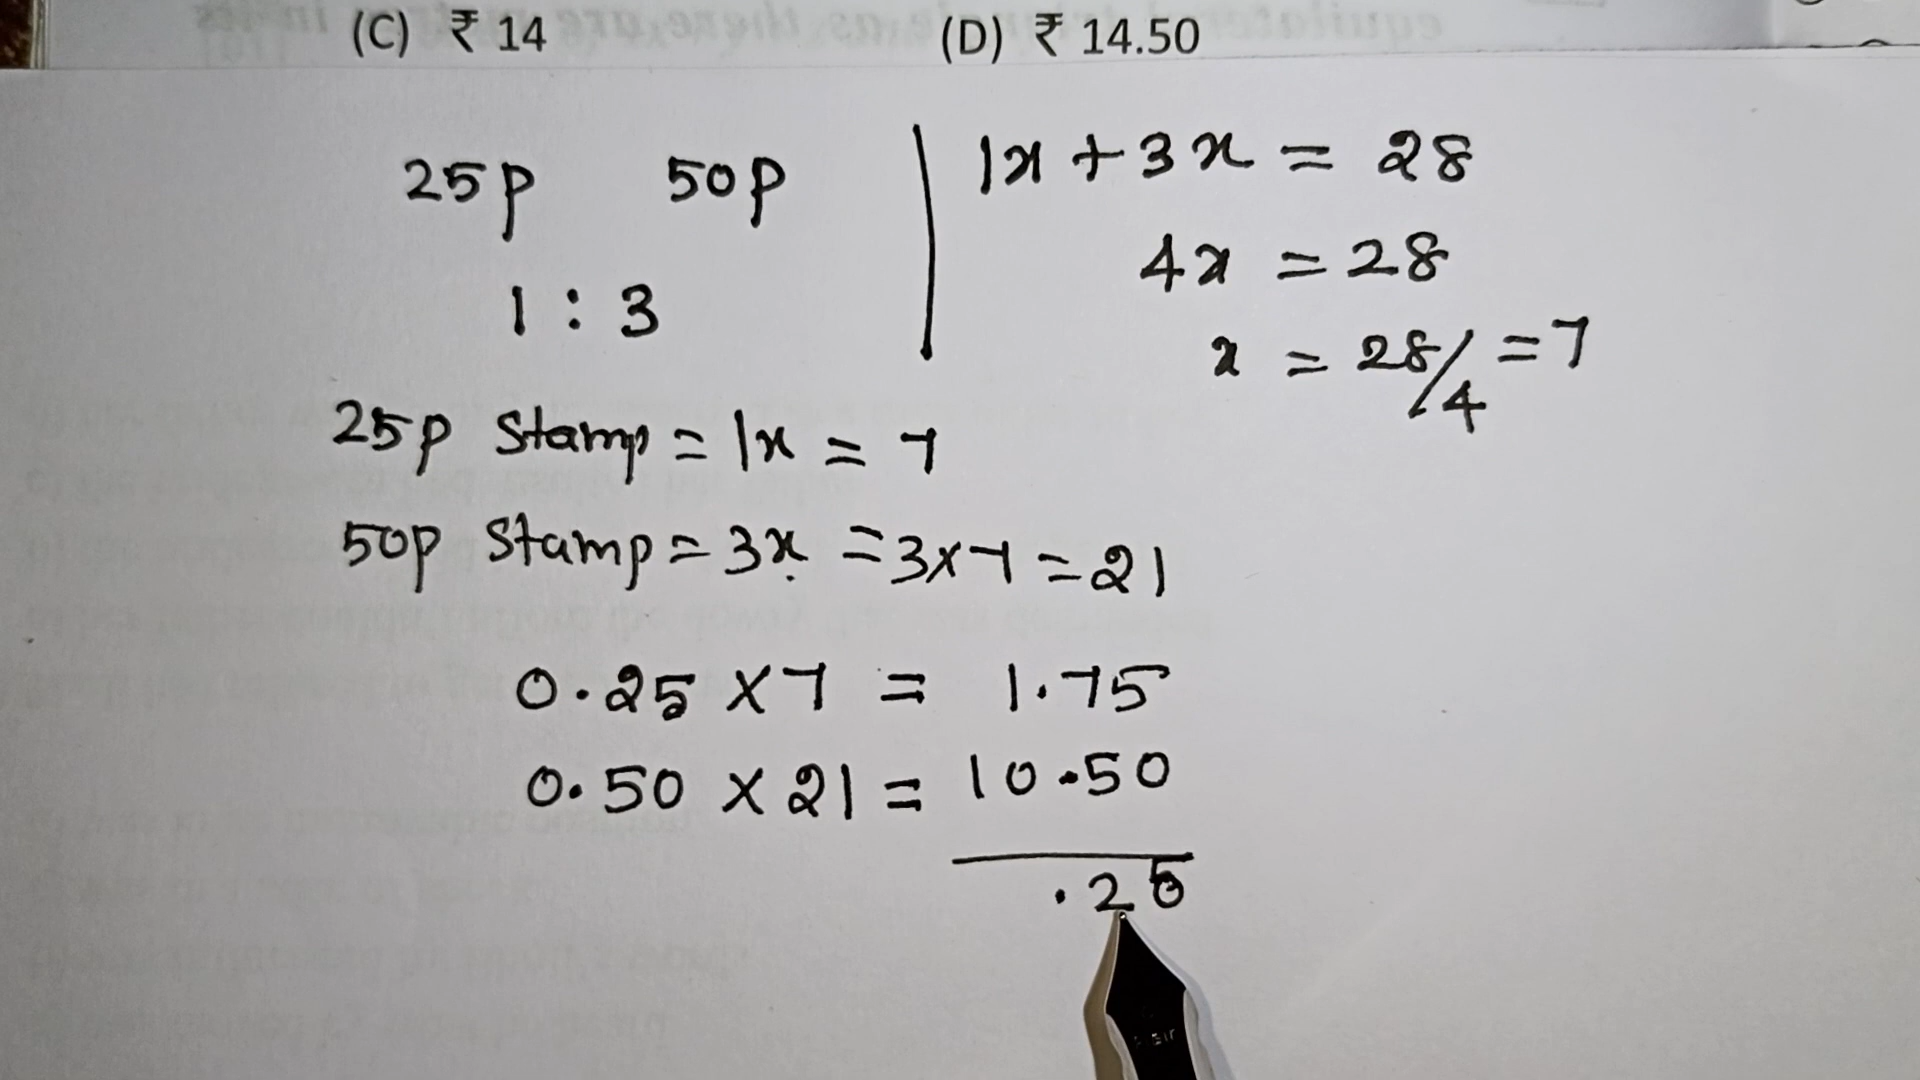 (C) ₹ 14 (D) ₹ 14.50
25p 50p
1 : 3
1x + 3x = 28
4x = 28
x = 28/4 = 7
25p Stamp = 1x = 7
50p Stamp = 3x = 3x7 = 21
0.25 x 7 = 1.75
0.50 x 21 = 10.50
.25